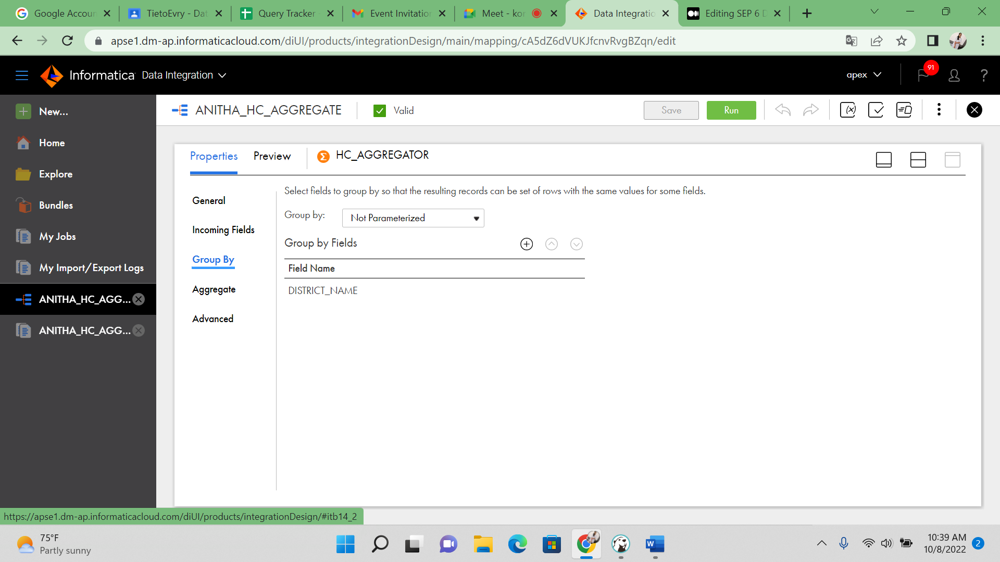 Google Accoun
TietoEvry - Dat
Query Tracker -
Event Invitation
Meet - kor
Data Integratio
Editing SEP 6 D
apse1.dm-ap.informaticacloud.com/diUI/products/integrationDesign/main/mapping/cA5dZ6dVUKJfcnvRvgBZqn/edit
Informatica Data Integration
apex
91
?
New...
Home
Explore
Bundles
My Jobs
My Import/Export Logs
ANITHA_HC_AGG...
ANITHA_HC_AGG...
ANITHA_HC_AGGREGATE
Valid
Save
Run
Properties
Preview
HC_AGGREGATOR
General
Incoming Fields
Group By
Aggregate
Advanced
Select fields to group by so that the resulting records can be set of rows with the same values for some fields.
Group by:
Not Parameterized
Group by Fields
Field Name
DISTRICT_NAME
https://apse1.dm-ap.informaticacloud.com/diUI/products/integrationDesign/#itb14_2
75°F
Partly sunny
10:39 AM
10/8/2022
2